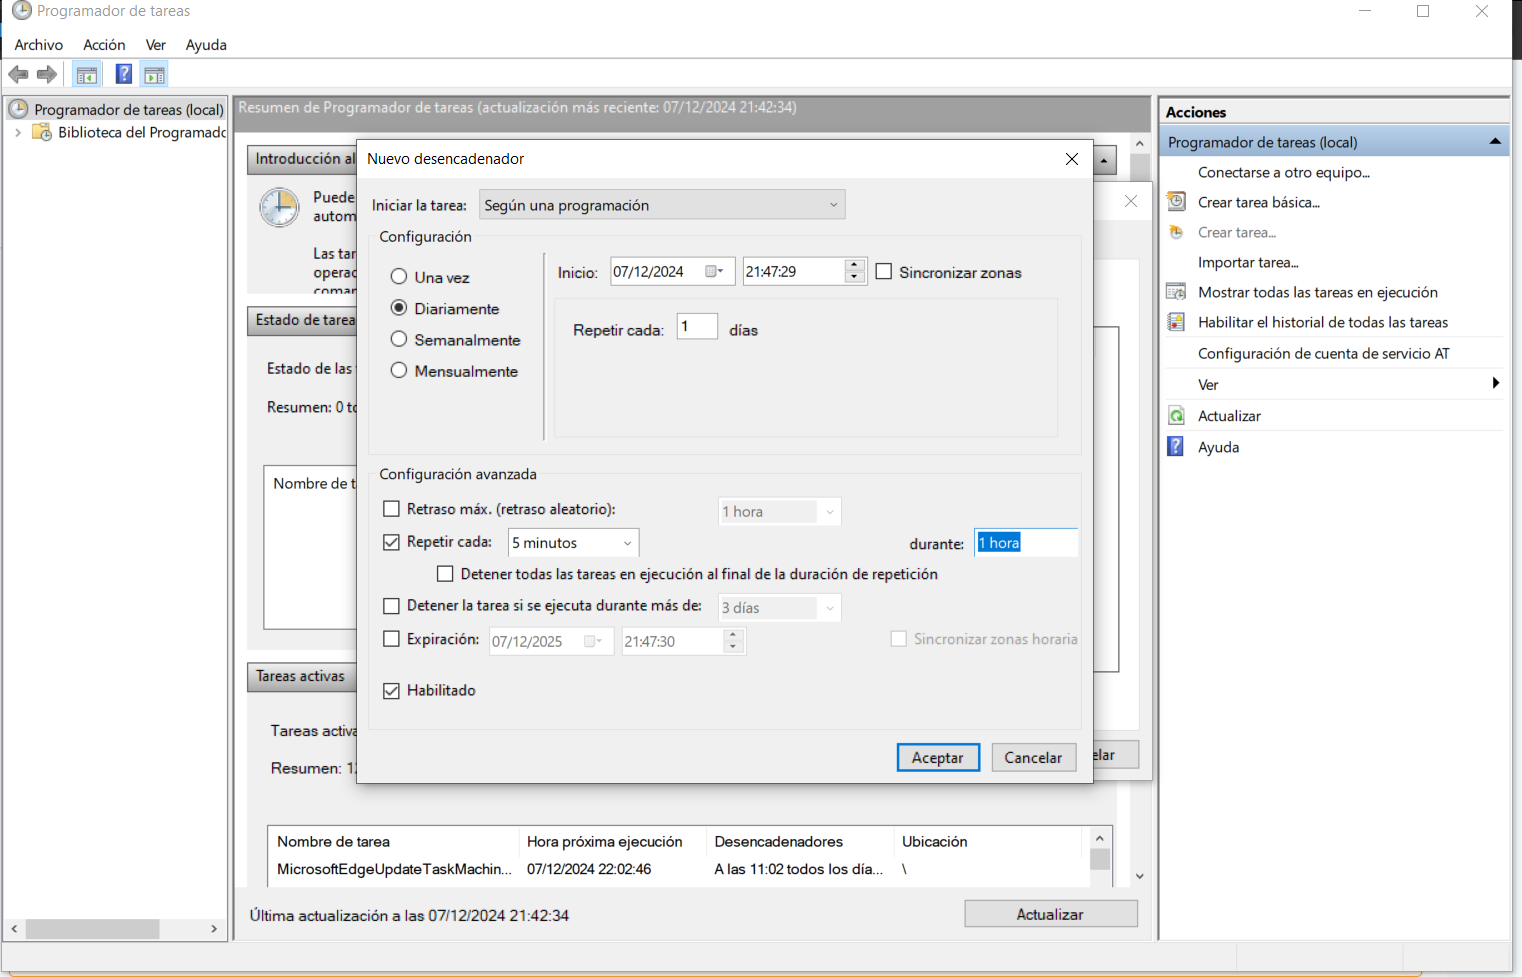 Programador de tareas
Archivo Acción Ver Ayuda
Programador de tareas (local)
Biblioteca del Programadc
Resumen de Programador de tareas (actualización más reciente: 07/12/2024 21:42:34)
Introducción al
Puede
autom
Las tar
operac
comar
Estado de tarea
Estado de las
Resumen: 0 to
Nombre de t
Tareas activas
Tareas activa
Resumen: 12
Nuevo desencadenador
Iniciar la tarea: Según una programación
Configuración
Una vez
Diariamente
Semanalmente
Mensualmente
Inicio: 07/12/2024 21:47:29 Sincronizar zonas
Repetir cada: 1 días
Configuración avanzada
Retraso máx. (retraso aleatorio): 1 hora
Repetir cada: 5 minutos durante: 1 hora
Detener todas las tareas en ejecución al final de la duración de repetición
Detener la tarea si se ejecuta durante más de: 3 días
Expiración: 07/12/2025 21:47:30 Sincronizar zonas horaria
Habilitado
Aceptar Cancelar
elar
Nombre de tarea Hora próxima ejecución Desencadenadores Ubicación
MicrosoftEdgeUpdateTaskMachin... 07/12/2024 22:02:46 A las 11:02 todos los día... \
Última actualización a las 07/12/2024 21:42:34 Actualizar
Acciones
Programador de tareas (local)
Conectarse a otro equipo...
Crear tarea básica...
Crear tarea...
Importar tarea...
Mostrar todas las tareas en ejecución
Habilitar el historial de todas las tareas
Configuración de cuenta de servicio AT
Ver
Actualizar
Ayuda